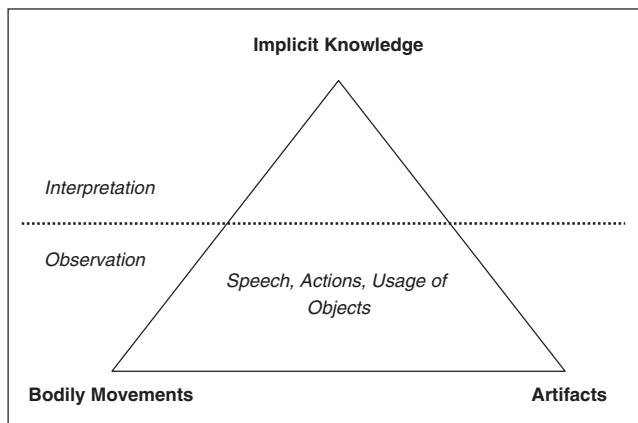 Implicit Knowledge
Interpretation
Observation
Speech, Actions, Usage of
Objects
Bodily Movements
Artifacts